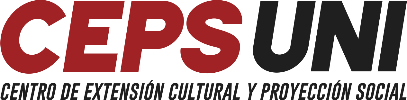 CEPS UNI
CENTRO DE EXTENSIÓN CULTURAL Y PROYECCIÓN SOCIAL